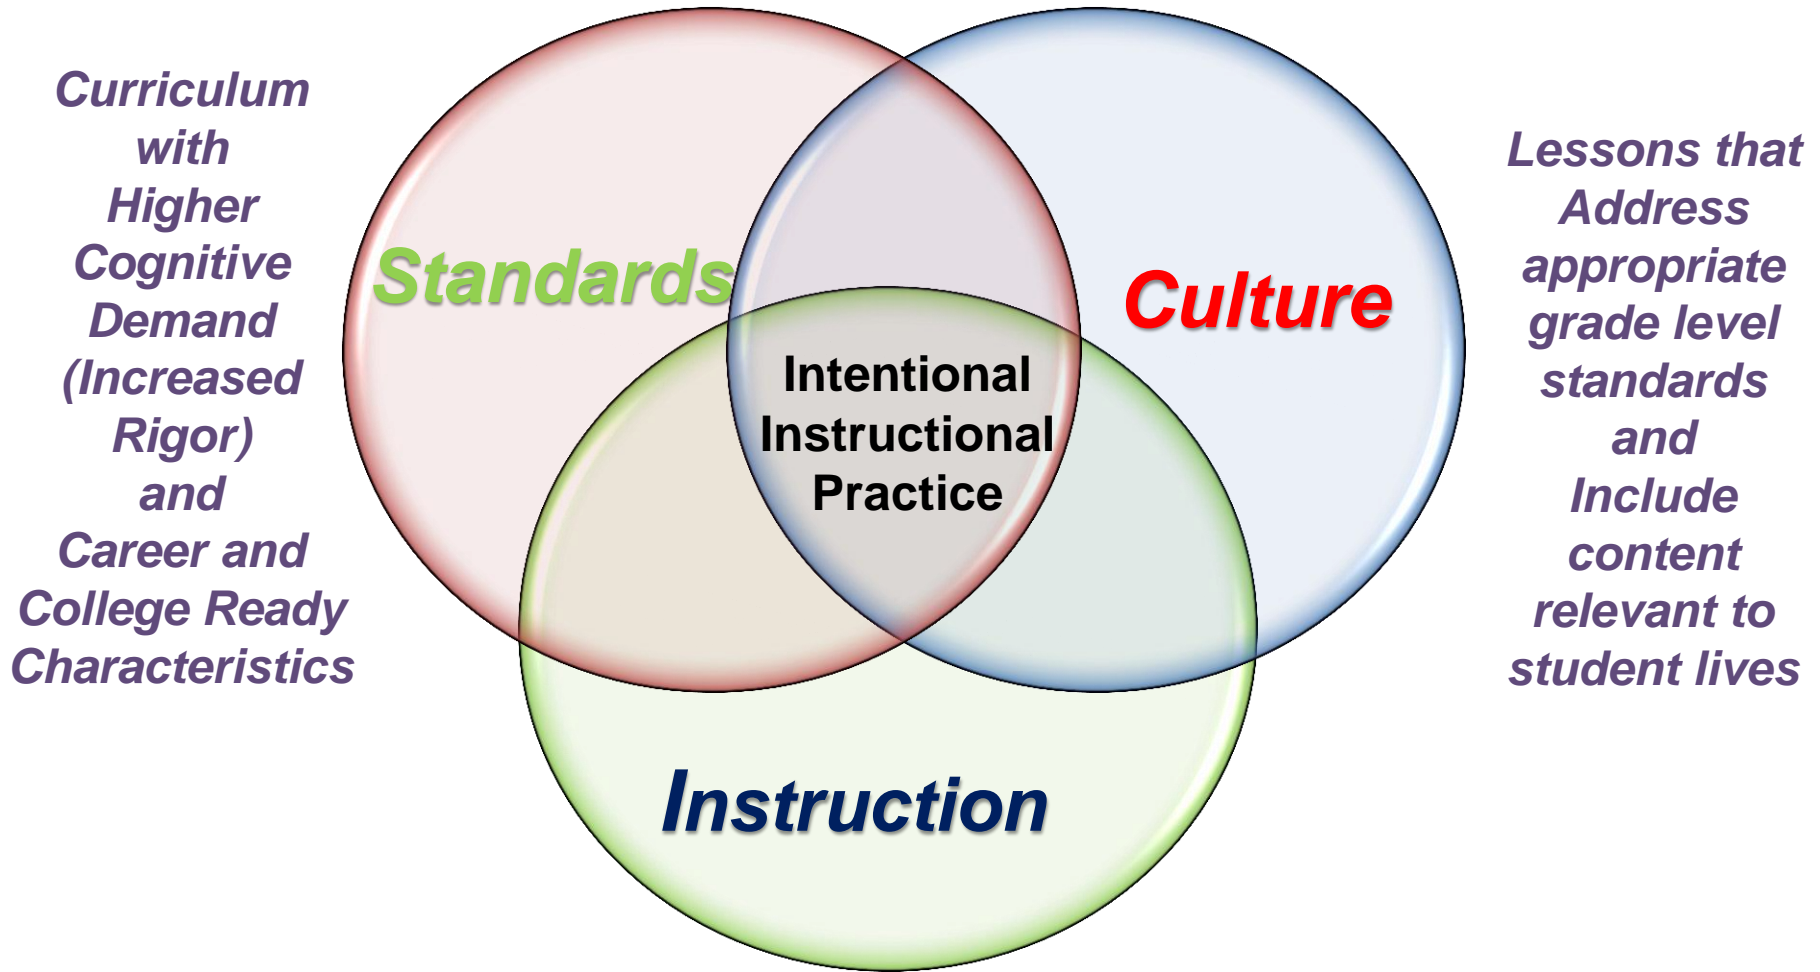 Curriculum
with
Higher
Cognitive
Demand
(Increased
Rigor)
and
Career and
College Ready
Characteristics
Standards
Culture
Intentional
Instructional
Practice
Instruction
Lessons that
Address
appropriate
grade level
standards
and
Include
content
relevant to
student lives